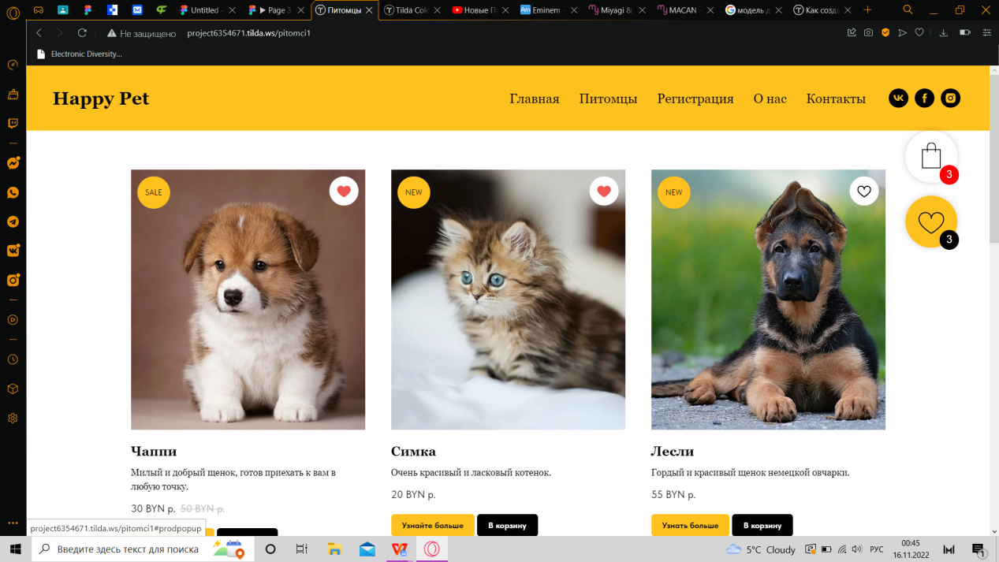 Untitled –
Page 3
Питомцы
Tilda Col
Новые П
Eminem -
Miyagi &
MACAN -
модель д
Как созда
Не защищено project6354671.tilda.ws/pitomci1
Electronic Diversity...
Happy Pet
Главная Питомцы Регистрация О нас Контакты
3
3
SALE
NEW
NEW
Чаппи
Милый и добрый щенок, готов приехать к вам в
любую точку.
30 BYN р. 50 BYN р.
Симка
Очень красивый и ласковый котенок.
20 BYN р.
Узнайте больше В корзину
Лесли
Гордый и красивый щенок немецкой овчарки.
55 BYN р.
Узнать больше В корзину
project6354671.tilda.ws/pitomci1#prodpopup
Введите здесь текст для поиска
5°C Cloudy
РУС
00:45
16.11.2022
1